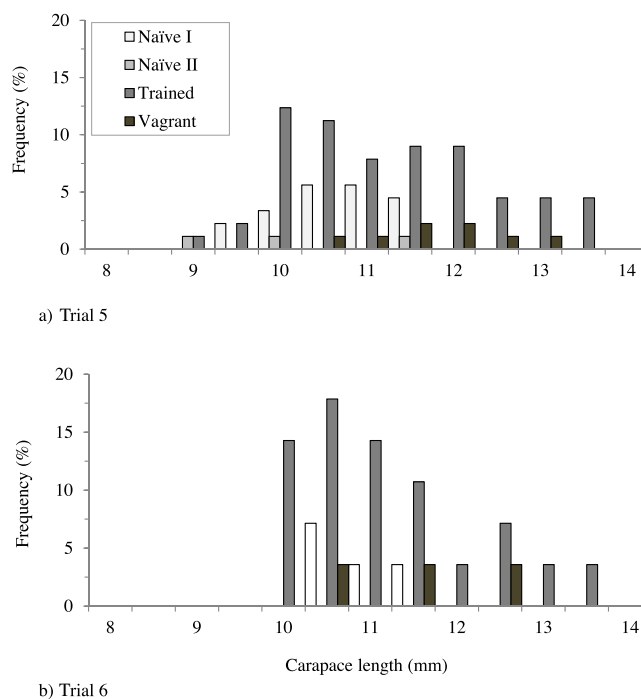 20
15
10
5
0
Frequency (%)
Naïve I
Naïve II
Trained
Vagrant
8 9 10 11 12 13 14
a) Trial 5
20
15
10
5
0
Frequency (%)
8 9 10 11 12 13 14
Carapace length (mm)
b) Trial 6